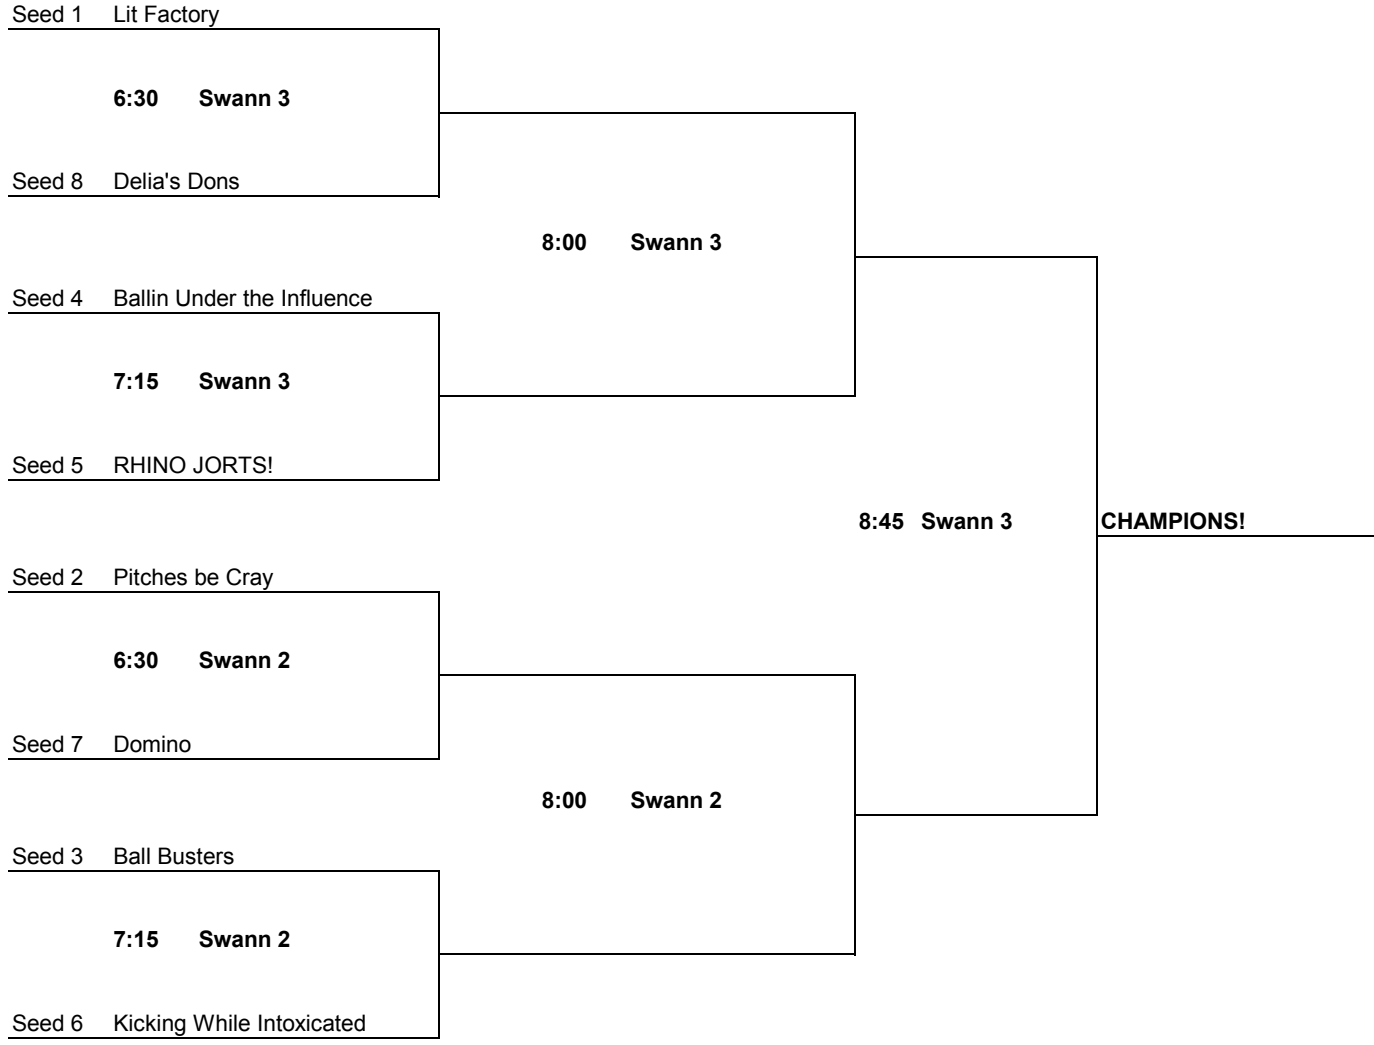 Seed 1 Lit Factory
6:30 Swann 3
Seed 8 Delia's Dons
8:00 Swann 3
Seed 4 Ballin Under the Influence
7:15 Swann 3
Seed 5 RHINO JORTS!
8:45 Swann 3 CHAMPIONS!
Seed 2 Pitches be Cray
6:30 Swann 2
Seed 7 Domino
8:00 Swann 2
Seed 3 Ball Busters
7:15 Swann 2
Seed 6 Kicking While Intoxicated